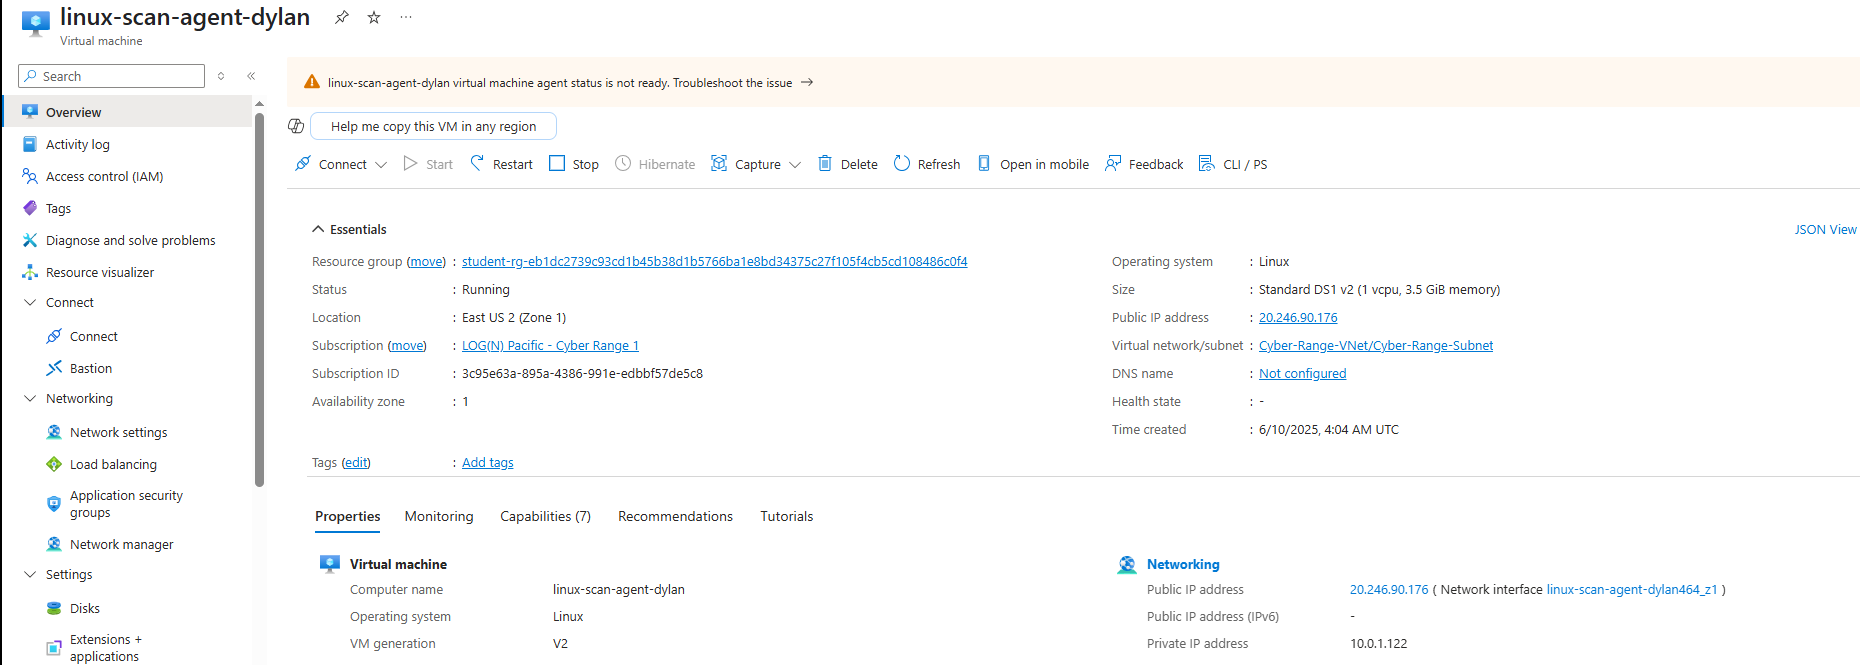 linux-scan-agent-dylan
Virtual machine
Search
Overview
Activity log
Access control (IAM)
Tags
Diagnose and solve problems
Resource visualizer
Connect
Connect
Bastion
Networking
Network settings
Load balancing
Application security
groups
Network manager
Settings
Disks
Extensions +
applications
linux-scan-agent-dylan virtual machine agent status is not ready. Troubleshoot the issue →
Help me copy this VM in any region
Connect Start Restart Stop Hibernate Capture Delete Refresh Open in mobile Feedback CLI / PS
Essentials
JSON View
Resource group (move) : student-rg-eb1dc2739c93cd1b45b38d1b5766ba1e8bd34375c27f105f4cb5cd108486c0f4
Status : Running
Location : East US 2 (Zone 1)
Subscription (move) : LOG(N) Pacific - Cyber Range 1
Subscription ID : 3c95e63a-895a-4386-991e-edbbf57de5c8
Availability zone : 1
Operating system : Linux
Size : Standard DS1 v2 (1 vcpu, 3.5 GiB memory)
Public IP address : 20.246.90.176
Virtual network/subnet : Cyber-Range-VNet/Cyber-Range-Subnet
DNS name : Not configured
Health state : -
Time created : 6/10/2025, 4:04 AM UTC
Tags (edit) : Add tags
Properties Monitoring Capabilities (7) Recommendations Tutorials
Virtual machine
Computer name linux-scan-agent-dylan
Operating system Linux
VM generation V2
Networking
Public IP address 20.246.90.176 ( Network interface linux-scan-agent-dylan464_z1 )
Public IP address (IPv6) -
Private IP address 10.0.1.122